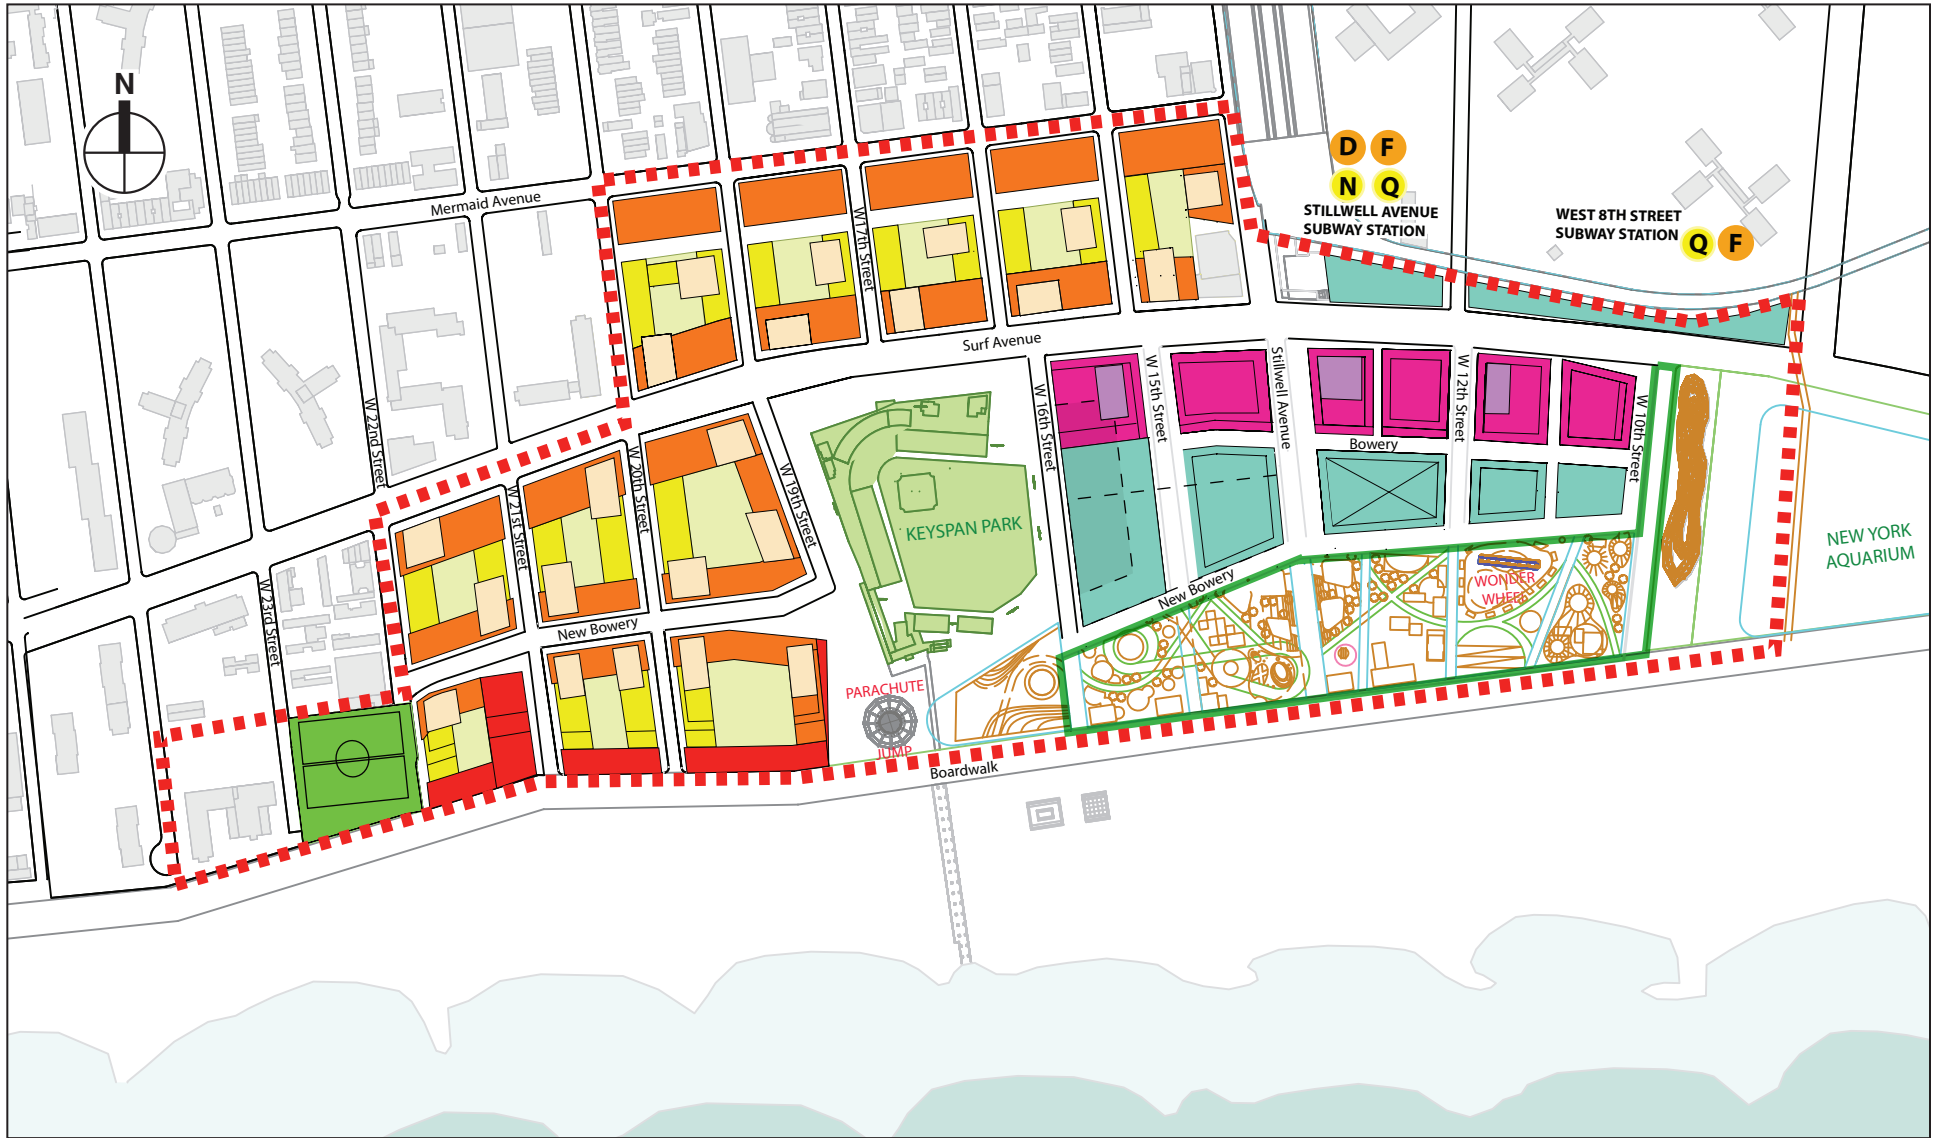 N
Mermaid Avenue
W 17th Street
D F
N Q
STILLWELL AVENUE
SUBWAY STATION
WEST 8TH STREET
SUBWAY STATION
Q F
Surf Avenue
W 22nd Street
W 21st Street
W 20th Street
W 19th Street
W 16th Street
W 15th Street
Stillwell Avenue
W 12th Street
W 10th Street
Bowery
KEYSPAN PARK
NEW YORK
AQUARIUM
W 23rd Street
New Bowery
New Bowery
WONDER
WHEEL
PARACHUTE
JUMP
Boardwalk